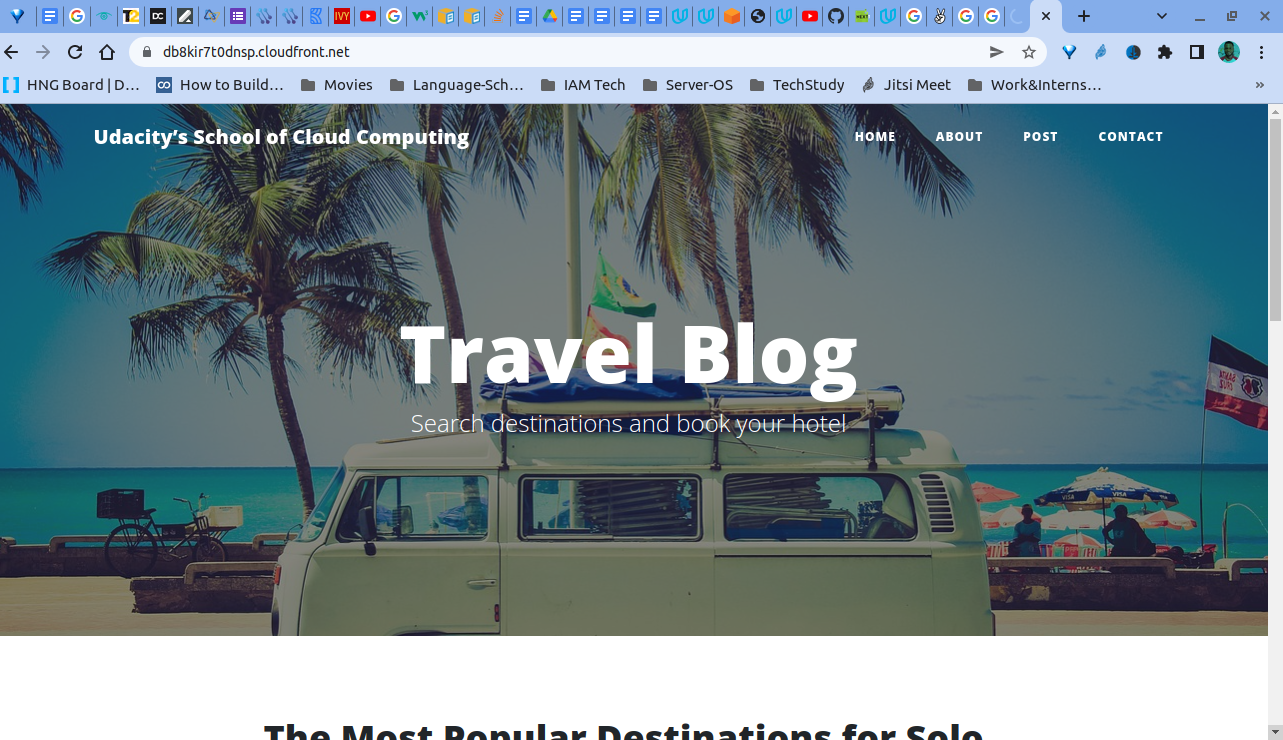 db8kir7t0dnsp.cloudfront.net
HNG Board | D… How to Build… Movies Language-Sch… IAM Tech Server-OS TechStudy Jitsi Meet Work&Interns… »
Udacity’s School of Cloud Computing HOME ABOUT POST CONTACT
Travel Blog
Search destinations and book your hotel
VISA VISA
The Most Popular Destinations for Solo